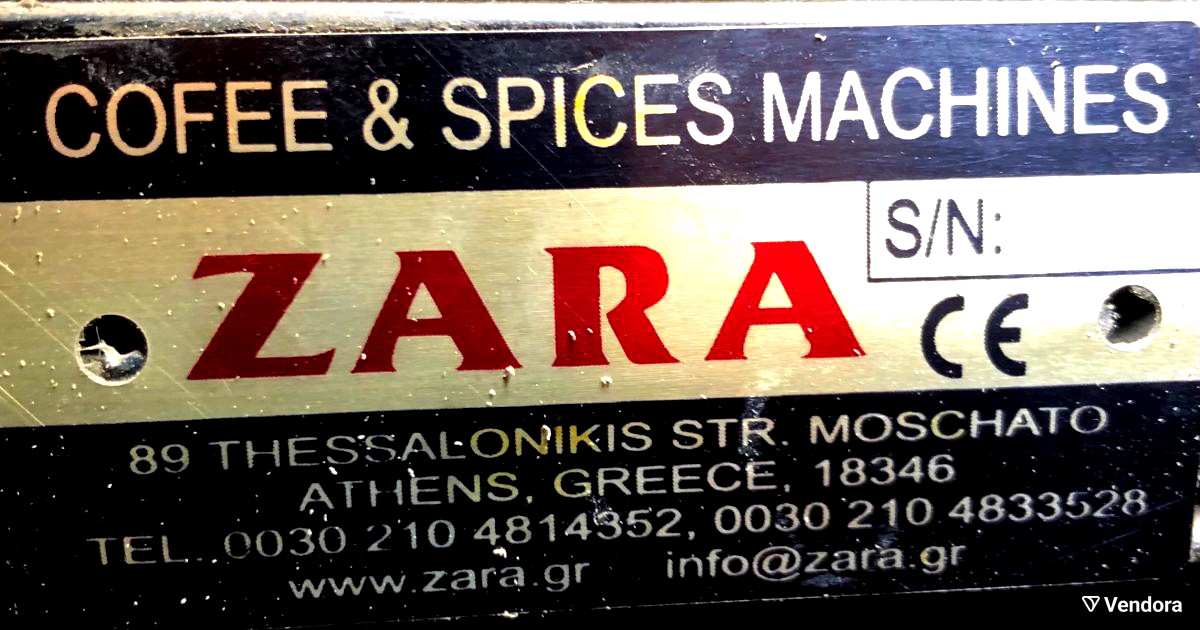 COFEE & SPICES MACHINES
S/N:
ZARA
CE
89 THESSALONIKIS STR. MOSCHATO
ATHENS, GREECE, 18346
TEL. 0030 210 4814352, 0030 210 4833528
www.zara.gr info@zara.gr
Vendora